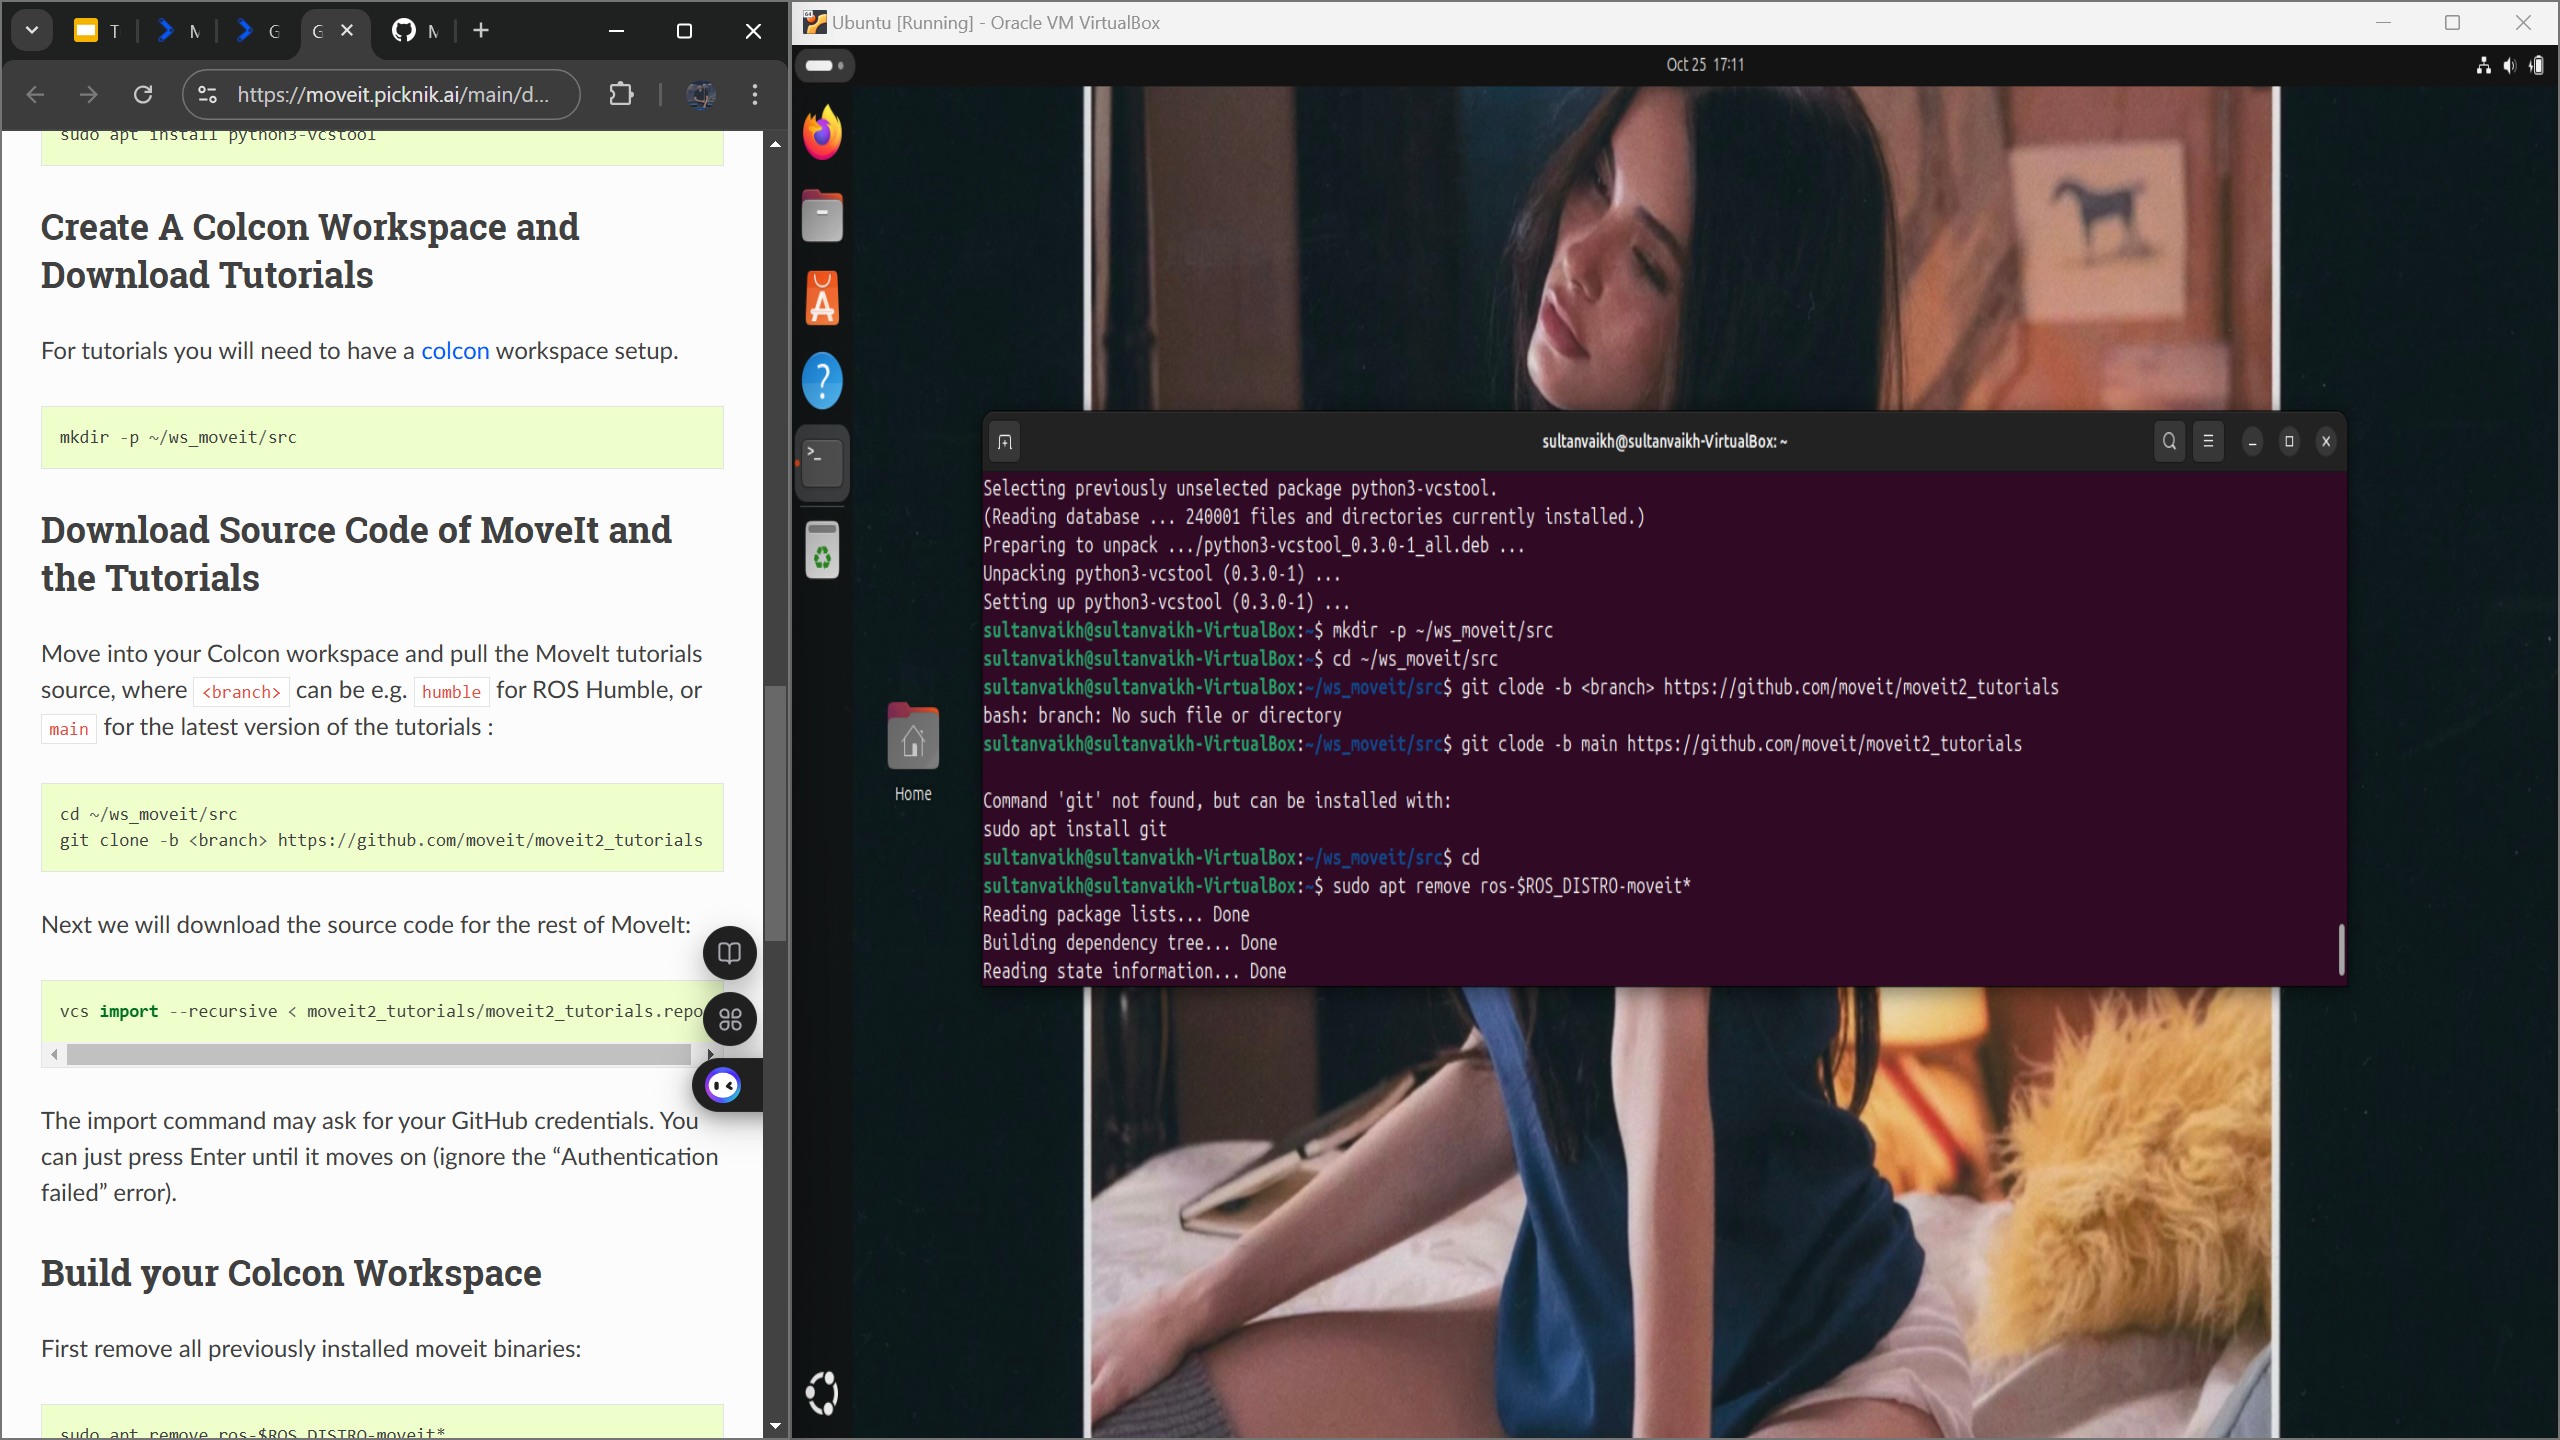 T
M
G
G
M
https://moveit.picknik.ai/main/d...
sudo apt install python3-vcstool
Create A Colcon Workspace and
Download Tutorials
For tutorials you will need to have a colcon workspace setup.
mkdir -p ~/ws_moveit/src
Download Source Code of MoveIt and
the Tutorials
Move into your Colcon workspace and pull the MoveIt tutorials
source, where <branch> can be e.g. humble for ROS Humble, or
main for the latest version of the tutorials :
cd ~/ws_moveit/src
git clone -b <branch> https://github.com/moveit/moveit2_tutorials
Next we will download the source code for the rest of MoveIt:
vcs import --recursive < moveit2_tutorials/moveit2_tutorials.repo
The import command may ask for your GitHub credentials. You
can just press Enter until it moves on (ignore the “Authentication
failed” error).
Build your Colcon Workspace
First remove all previously installed moveit binaries:
sudo apt remove ros-$ROS_DISTRO-moveit*
Ubuntu [Running] - Oracle VM VirtualBox
Oct 25 17:11
Home
sultanvaikh@sultanvaikh-VirtualBox: ~
Selecting previously unselected package python3-vcstool.
(Reading database ... 240001 files and directories currently installed.)
Preparing to unpack .../python3-vcstool_0.3.0-1_all.deb ...
Unpacking python3-vcstool (0.3.0-1) ...
Setting up python3-vcstool (0.3.0-1) ...
sultanvaikh@sultanvaikh-VirtualBox:~$ mkdir -p ~/ws_moveit/src
sultanvaikh@sultanvaikh-VirtualBox:~$ cd ~/ws_moveit/src
sultanvaikh@sultanvaikh-VirtualBox:~/ws_moveit/src$ git clode -b <branch> https://github.com/moveit/moveit2_tutorials
bash: branch: No such file or directory
sultanvaikh@sultanvaikh-VirtualBox:~/ws_moveit/src$ git clode -b main https://github.com/moveit/moveit2_tutorials
Command 'git' not found, but can be installed with:
sudo apt install git
sultanvaikh@sultanvaikh-VirtualBox:~/ws_moveit/src$ cd
sultanvaikh@sultanvaikh-VirtualBox:~$ sudo apt remove ros-$ROS_DISTRO-moveit*
Reading package lists... Done
Building dependency tree... Done
Reading state information... Done